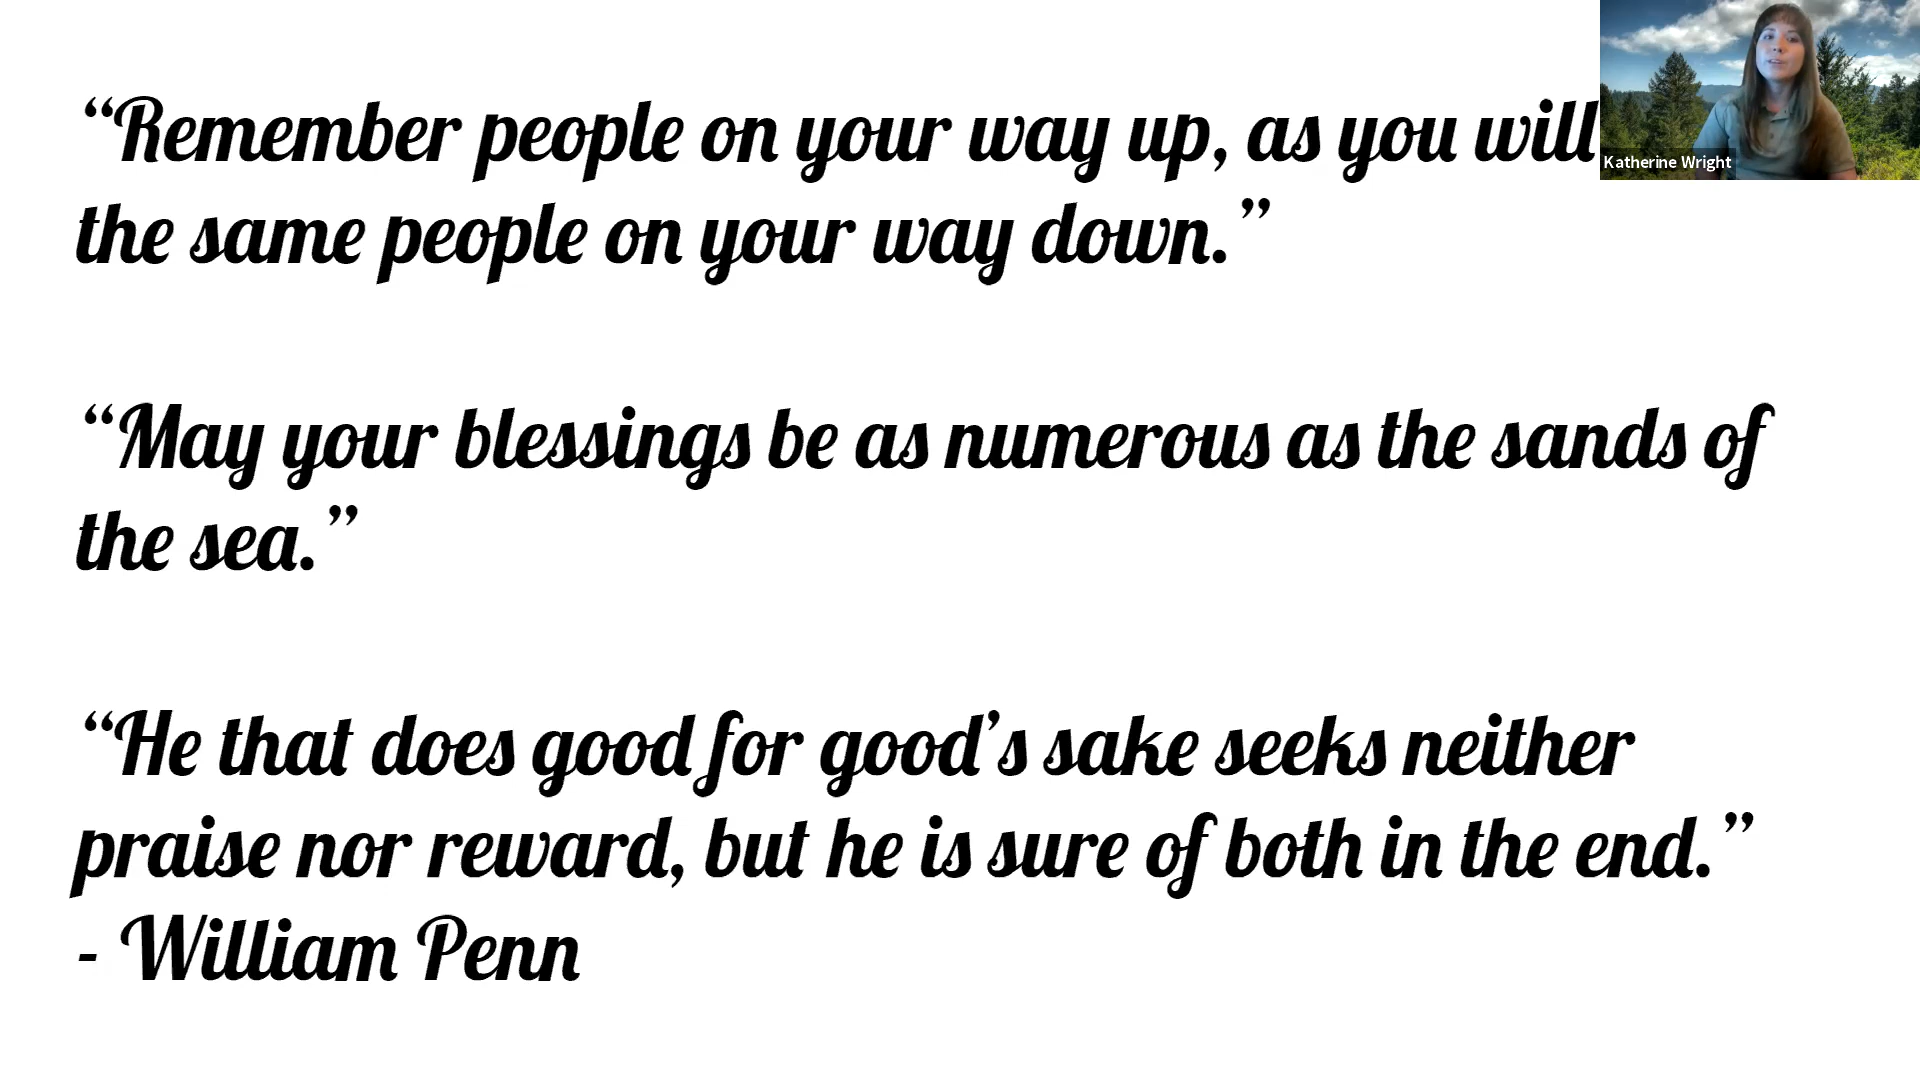 “Remember people on your way up, as you will
the same people on your way down.”
“May your blessings be as numerous as the sands of
the sea.”
“He that does good for good’s sake seeks neither
praise nor reward, but he is sure of both in the end.”
- William Penn
Katherine Wright